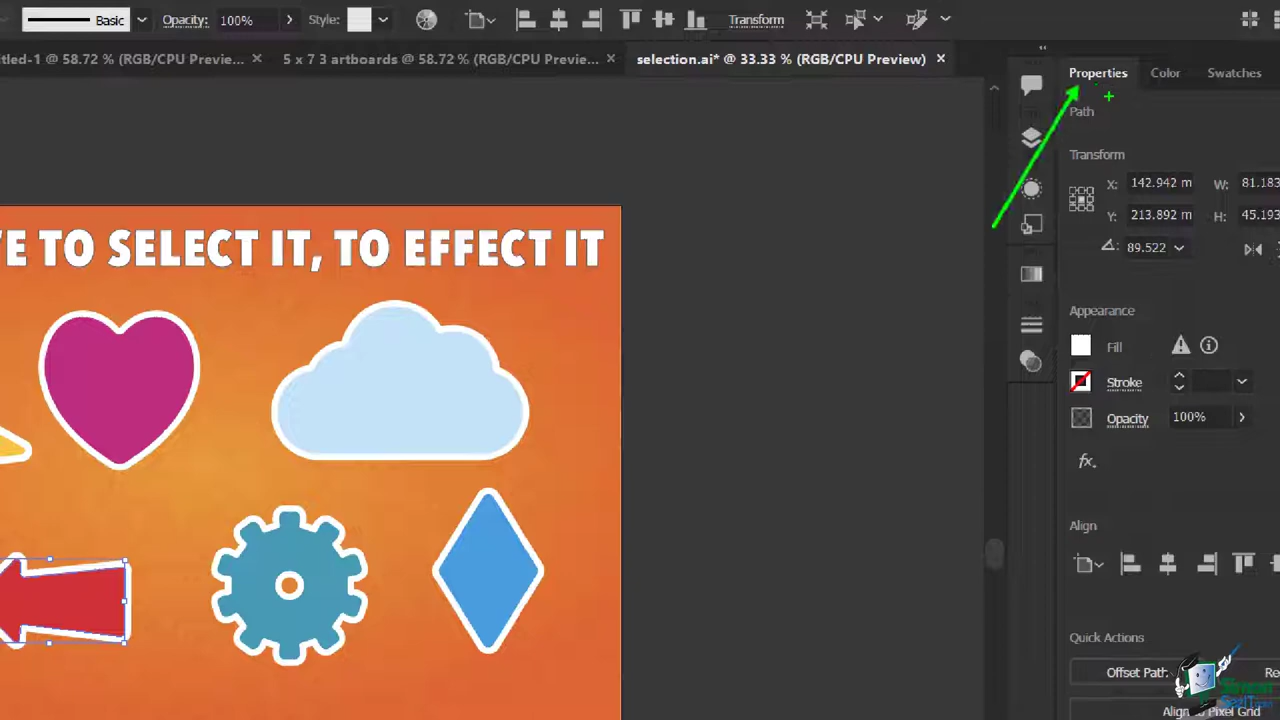 Basic Opacity: 100% Style: Transform
tled-1 @ 58.72 % (RGB/CPU Previe... × 5 x 7 3 artboards @ 58.72 % (RGB/CPU Previe... × selection.ai* @ 33.33 % (RGB/CPU Preview) ×
Properties Color Swatches
Path
Transform
X: 142.942 m W: 81.183
Y: 213.892 m H: 45.193
89.522
E TO SELECT IT, TO EFFECT IT
Appearance
Fill
Stroke
Opacity 100%
fx.
Align
Quick Actions
Offset Path Re
Align to Pixel Grid